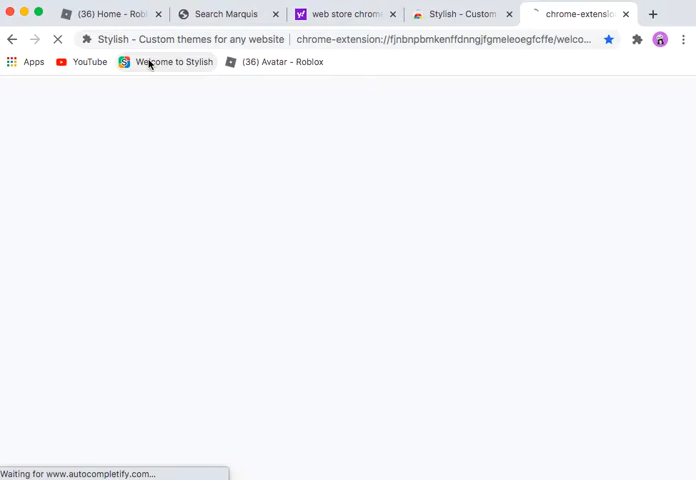 (36) Home - Robl Search Marquis web store chrome Stylish - Custom chrome-extensio
Stylish - Custom themes for any website chrome-extension://fjnbnpbmkenffdnngjfgmeleoegfcffe/welco...
Apps YouTube Welcome to Stylish (36) Avatar - Roblox
Waiting for www.autocompletify.com...